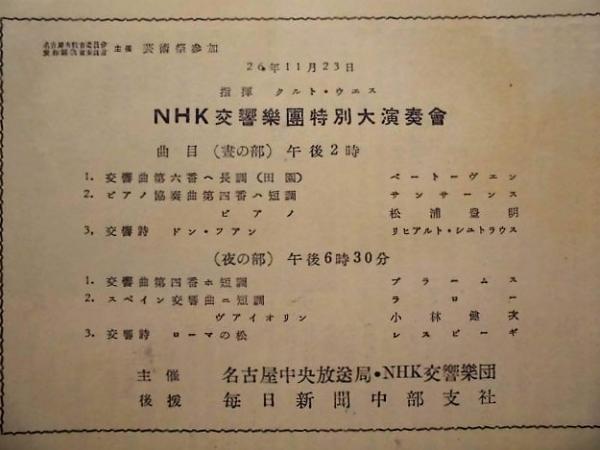 主催 芸術祭参加
26年11月23日
指揮 クルト・ウエス
NHK交響樂團特別大演奏會
曲目(晝の部)午後2時
1. 交響曲第六番ヘ長調(田園) ベートーヴェン
2. ピアノ協奏曲第四番ハ短調 サンサーンス
ピアノ 松浦豊明
3. 交響詩 ドン・フアン リヒアルト・シュトラウス
(夜の部)午後6時30分
1. 交響曲第四番ホ短調 ブラームス
2. スペイン交響曲ニ短調 ラロー
ヴアイオリン 小林健次
3. 交響詩 ローマの松 レスピーギ
主催 名古屋中央放送局・NHK交響樂団
後援 毎日新聞中部支社